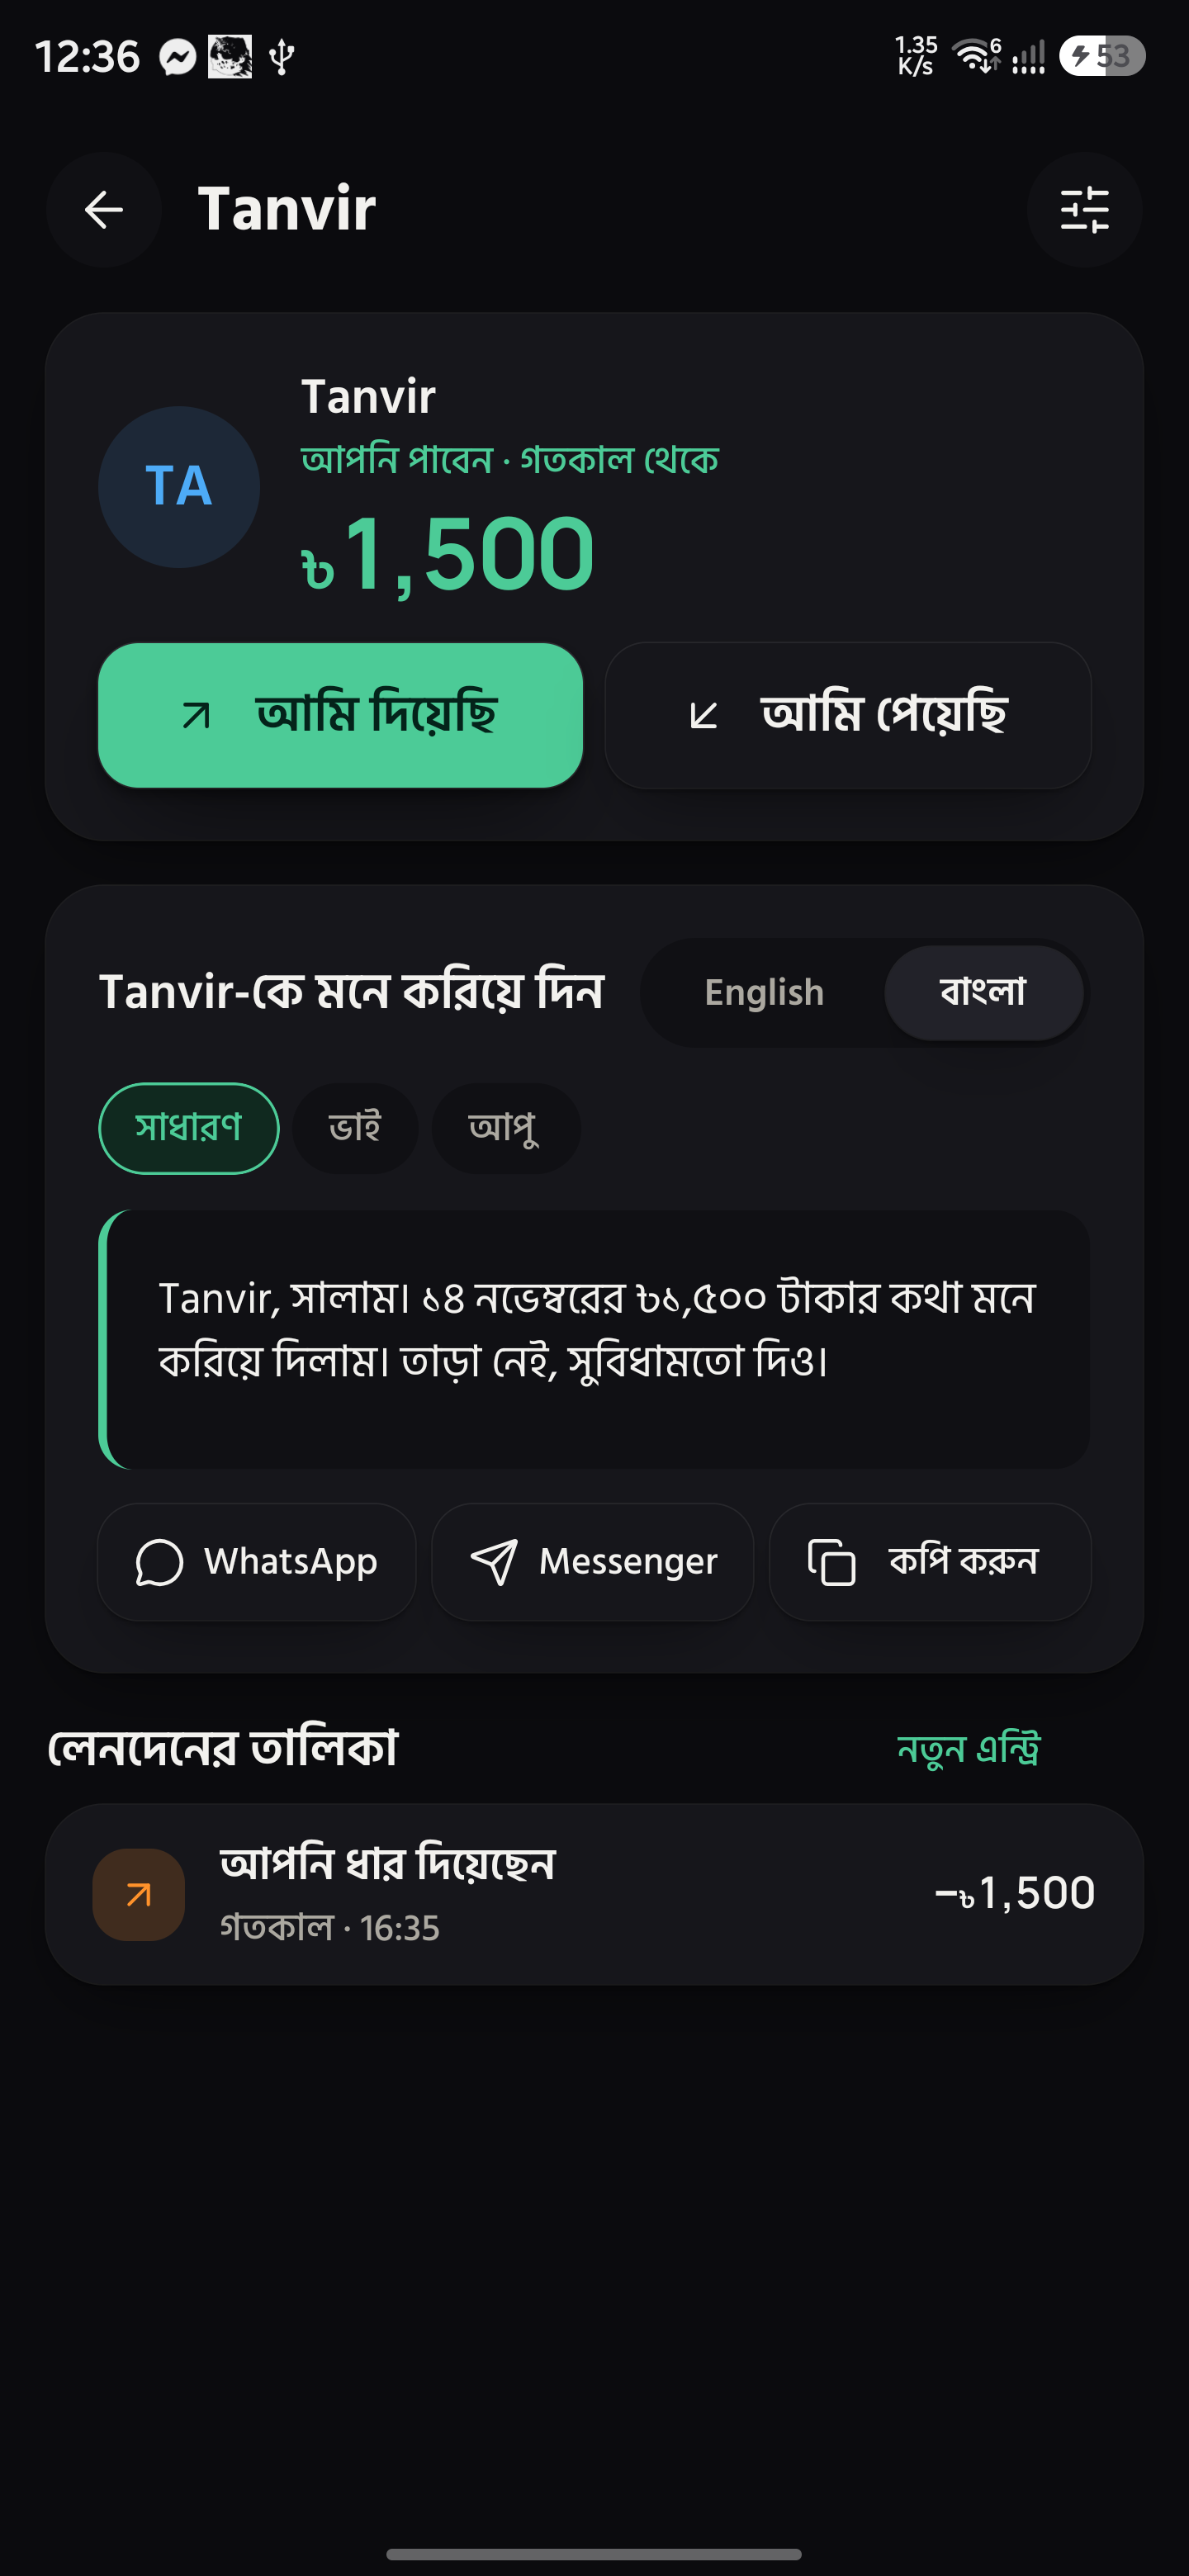 12:36
1.35
K/s
6
53
Tanvir
TA
Tanvir
আপনি পাবেন · গতকাল থেকে
৳1,500
আমি দিয়েছি
আমি পেয়েছি
Tanvir-কে মনে করিয়ে দিন
English
বাংলা
সাধারণ
ভাই
আপু
Tanvir, সালাম। ১৪ নভেম্বরের ৳১,৫০০ টাকার কথা মনে
করিয়ে দিলাম। তাড়া নেই, সুবিধামতো দিও।
WhatsApp
Messenger
কপি করুন
লেনদেনের তালিকা
নতুন এন্ট্রি
আপনি ধার দিয়েছেন
গতকাল · 16:35
−৳1,500